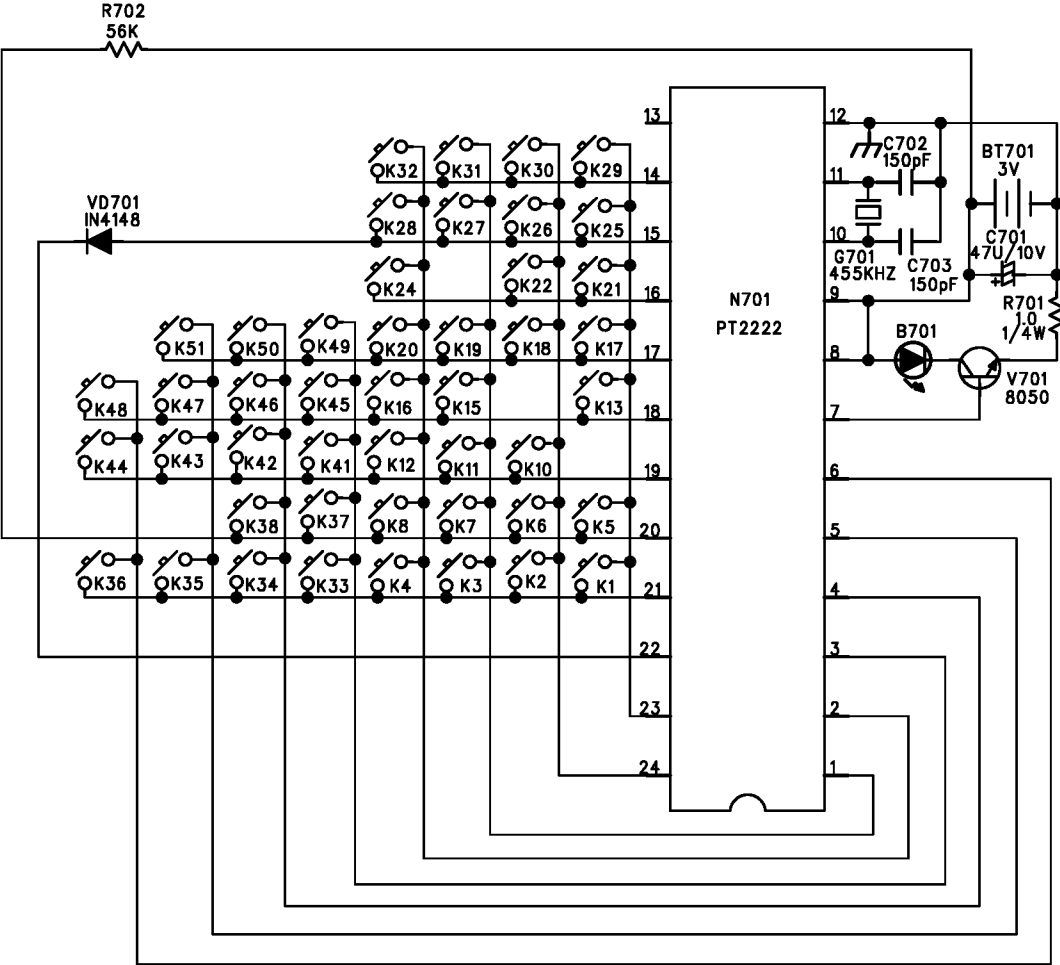 R702
56K
13
12
C702
150pF
BT701
3V
K32
K31
K30
K29
14
11
VD701
IN4148
K28
K27
K26
K25
15
10
G701
455KHZ
C703
150pF
C701
47U/10V
+
K24
K22
K21
16
9
N701
PT2222
R701
1.0
1/4W
B701
K51
K50
K49
K20
K19
K18
K17
17
8
V701
8050
K48
K47
K46
K45
K16
K15
K13
18
7
K44
K43
K42
K41
K12
K11
K10
19
6
K38
K37
K8
K7
K6
K5
20
5
K36
K35
K34
K33
K4
K3
K2
K1
21
4
22
3
23
2
24
1